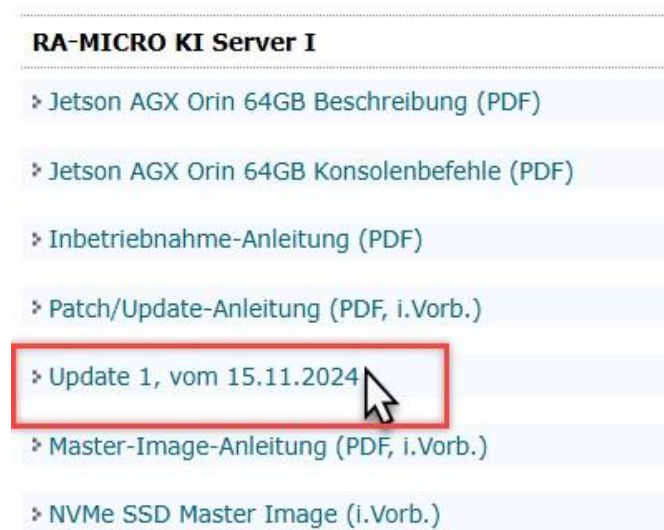 RA-MICRO KI Server I
Jetson AGX Orin 64GB Beschreibung (PDF)
Jetson AGX Orin 64GB Konsolenbefehle (PDF)
Inbetriebnahme-Anleitung (PDF)
Patch/Update-Anleitung (PDF, i.Vorb.)
Update 1, vom 15.11.2024
Master-Image-Anleitung (PDF, i.Vorb.)
NVMe SSD Master Image (i.Vorb.)